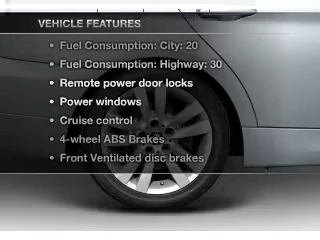 VEHICLE FEATURES
• Fuel Consumption: City: 20
• Fuel Consumption: Highway: 30
• Remote power door locks
• Power windows
• Cruise control
• 4-wheel ABS Brakes
• Front Ventilated disc brakes